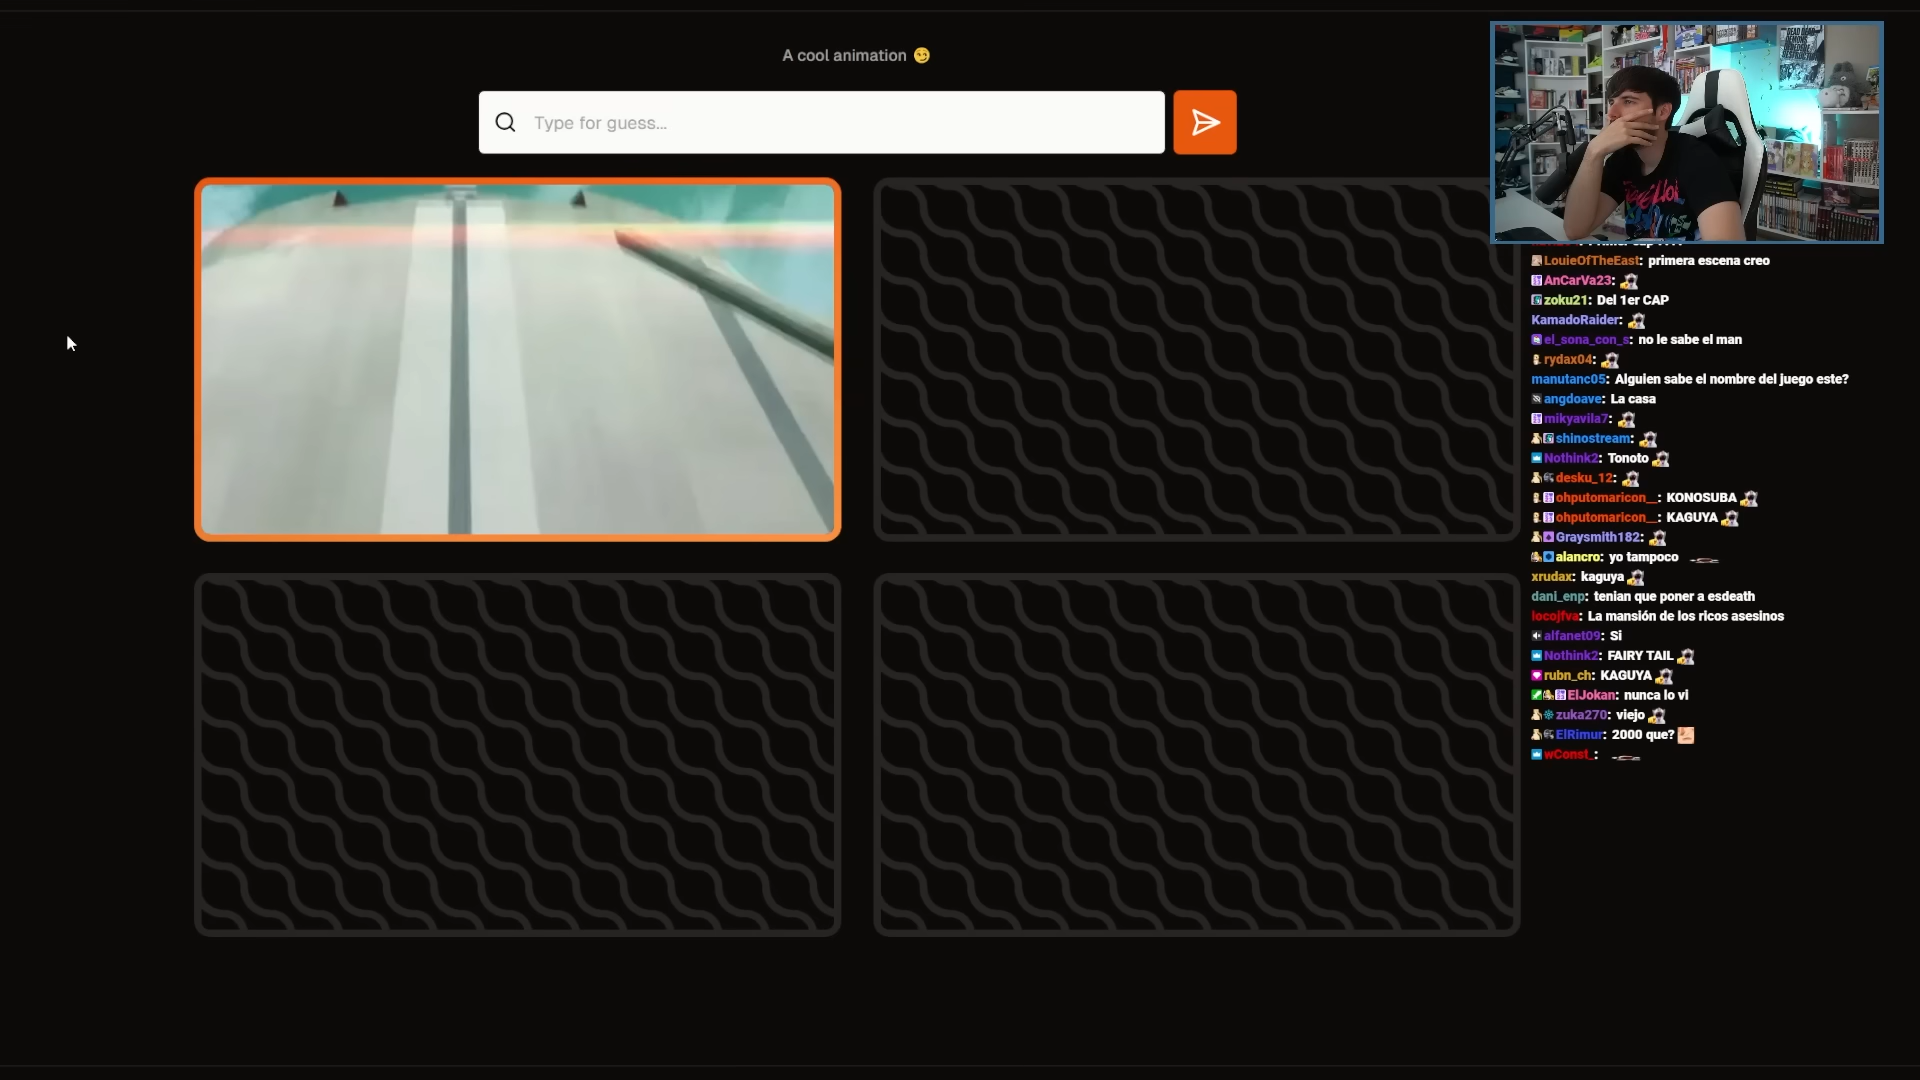 A cool animation 😏
Type for guess...
LouieOfTheEast: primera escena creo
AnCarVa23:
zoku21: Del 1er CAP
KamadoRaider:
el_sona_con_s: no le sabe el man
rydax04:
manutanc05: Alguien sabe el nombre del juego este?
angdoave: La casa
mikyavila7:
shinostream:
Nothink2: Tonoto
desku_12:
ohputomaricon__: KONOSUBA
ohputomaricon__: KAGUYA
Graysmith182:
alancro: yo tampoco
xrudax: kaguya
dani_enp: tenian que poner a esdeath
locojfva: La mansión de los ricos asesinos
alfanet09: Si
Nothink2: FAIRY TAIL
rubn_ch: KAGUYA
ElJokan: nunca lo vi
zuka270: viejo
ElRimur: 2000 que?
wConst_: